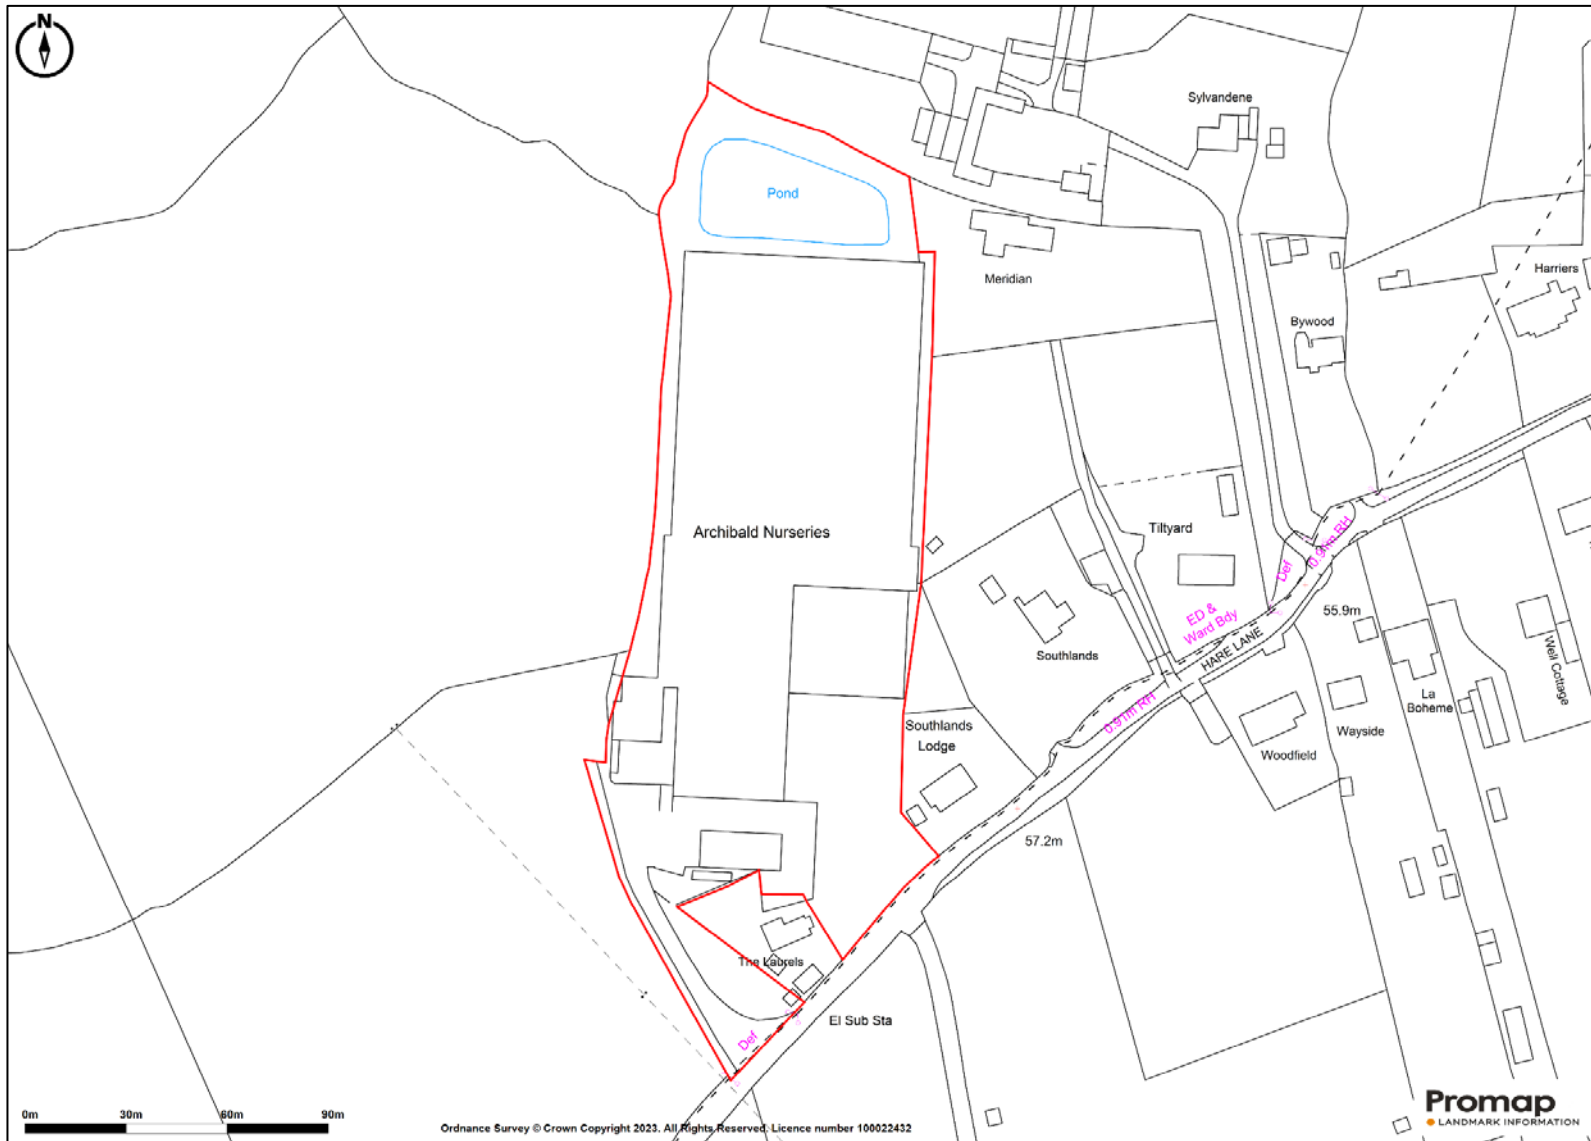 N
Sylvandene
Pond
Meridian
Harriers
Bywood
Archibald Nurseries
Tiltyard
0.91m RH
Def
ED &
Ward Bdy
55.9m
HARE LANE
Southlands
Well Cottage
La
Boheme
0.91m RH
Southlands
Lodge
Wayside
Woodfield
57.2m
The Laurels
El Sub Sta
Def
0m 30m 60m 90m
Ordnance Survey © Crown Copyright 2023. All Rights Reserved. Licence number 100022432
Promap
LANDMARK INFORMATION